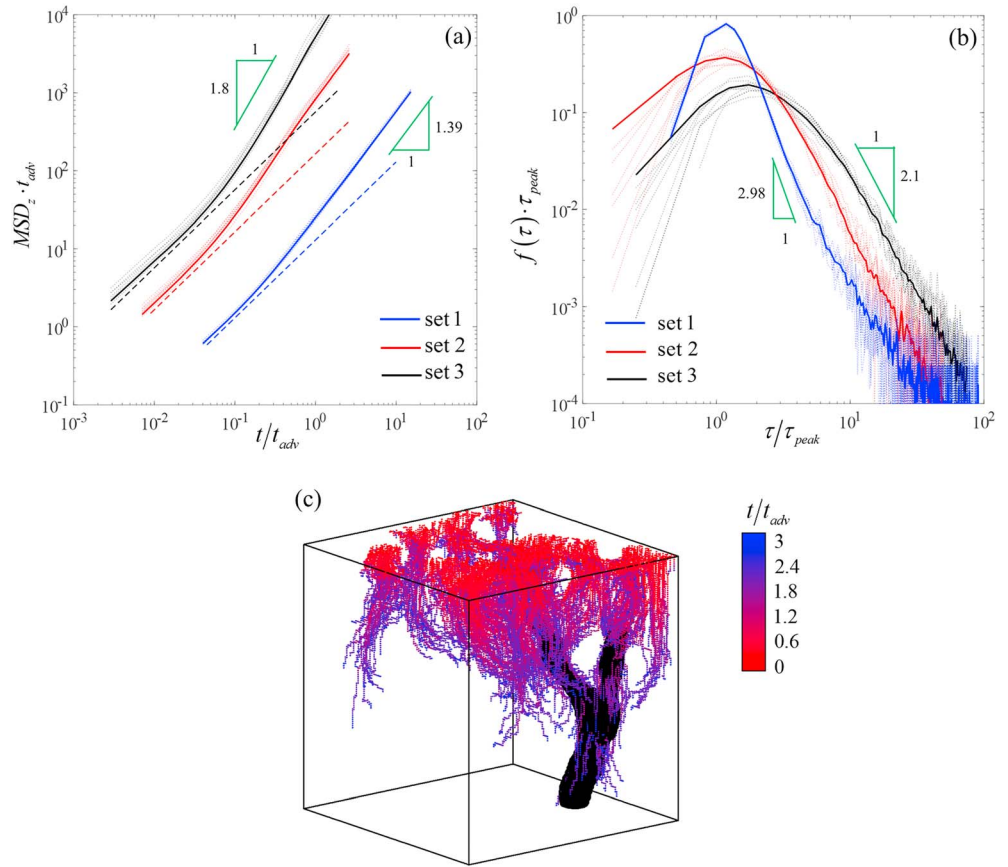 (a)
10^4
10^3
10^2
10^1
10^0
10^-1
MSD_z · t_adv
1
1.8
1.39
1
set 1
set 2
set 3
10^-3
10^-2
10^-1
10^0
10^1
10^2
t/t_adv
(b)
10^0
10^-1
10^-2
10^-3
10^-4
f(τ) · τ_peak
1
2.1
2.98
1
set 1
set 2
set 3
10^-1
10^0
10^1
10^2
τ/τ_peak
(c)
t/t_adv
3
2.4
1.8
1.2
0.6
0